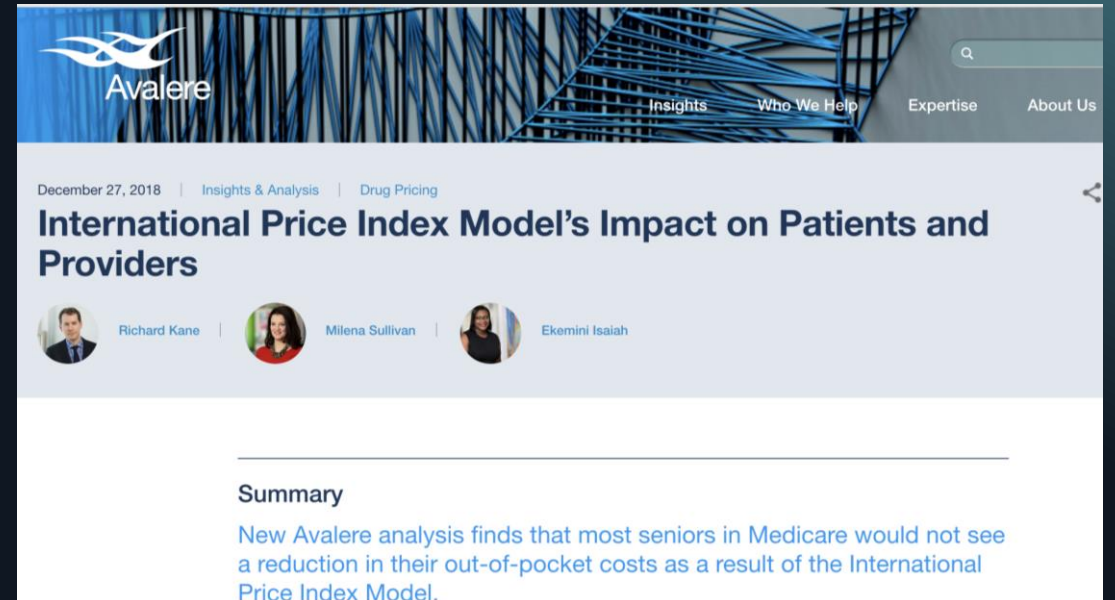 Avalere
Insights Who We Help Expertise About Us
December 27, 2018 | Insights & Analysis | Drug Pricing
International Price Index Model's Impact on Patients and
Providers
Richard Kane | Milena Sullivan | Ekemini Isaiah
Summary
New Avalere analysis finds that most seniors in Medicare would not see
a reduction in their out-of-pocket costs as a result of the International
Price Index Model.